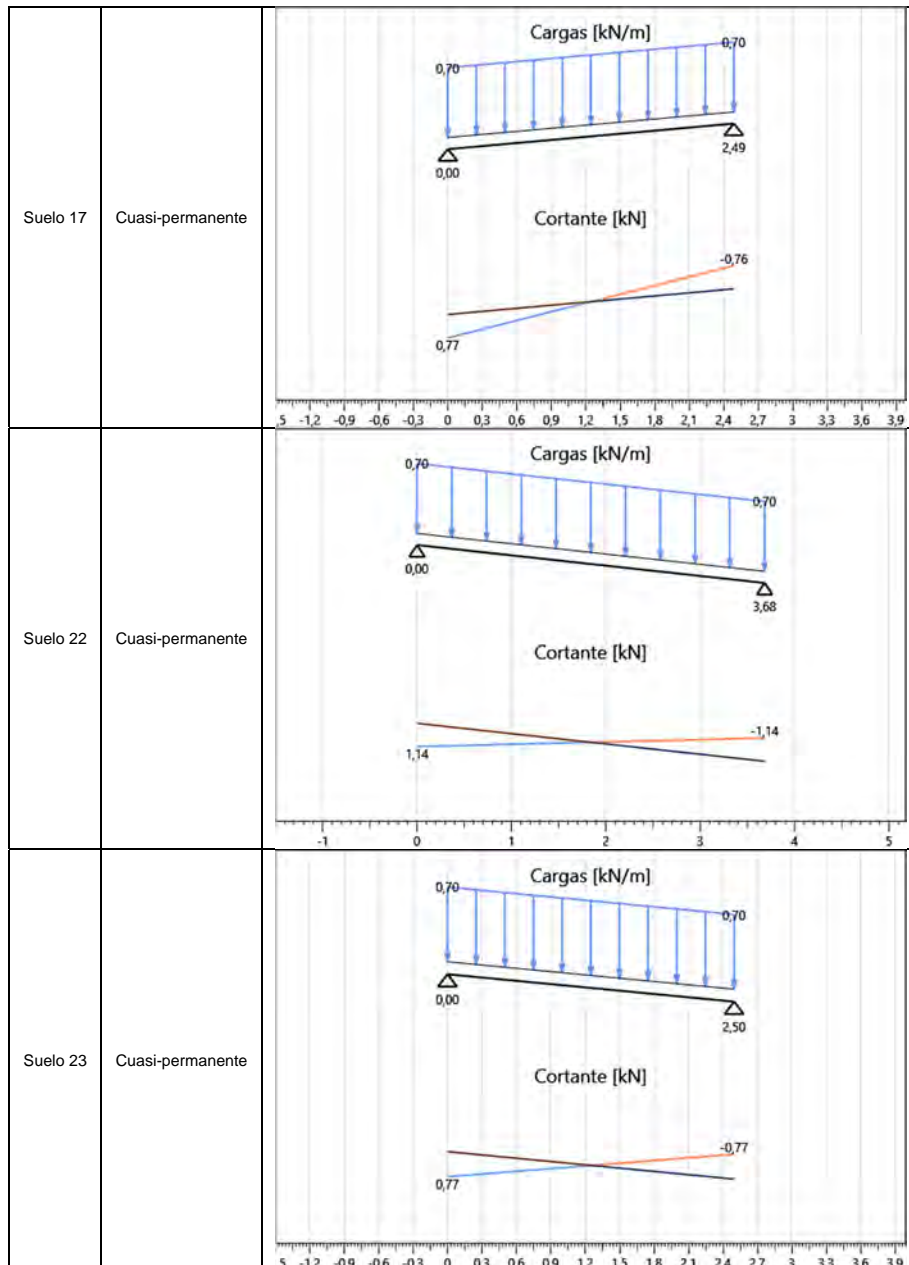 Suelo 17
Cuasi-permanente
Cargas [kN/m]
0,70
0,70
0,00
2,49
Cortante [kN]
-0,76
0,77
5 -1,2 -0,9 -0,6 -0,3 0 0,3 0,6 0,9 1,2 1,5 1,8 2,1 2,4 2,7 3 3,3 3,6 3,9
Suelo 22
Cuasi-permanente
Cargas [kN/m]
0,70
0,70
0,00
3,68
Cortante [kN]
-1,14
1,14
-1 0 1 2 3 4 5
Suelo 23
Cuasi-permanente
Cargas [kN/m]
0,70
0,70
0,00
2,50
Cortante [kN]
-0,77
0,77
5 -1,2 -0,9 -0,6 -0,3 0 0,3 0,6 0,9 1,2 1,5 1,8 2,1 2,4 2,7 3 3,3 3,6 3,9